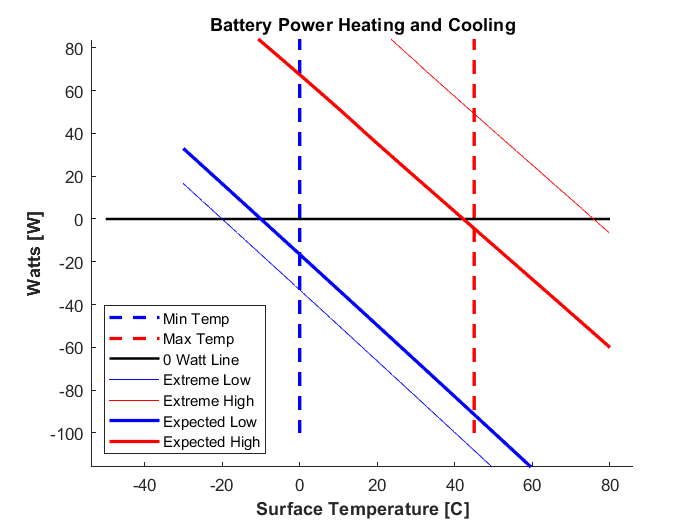 Battery Power Heating and Cooling
80
60
40
20
0
-20
-40
-60
-80
-100
Watts [W]
Min Temp
Max Temp
0 Watt Line
Extreme Low
Extreme High
Expected Low
Expected High
-40 -20 0 20 40 60 80
Surface Temperature [C]